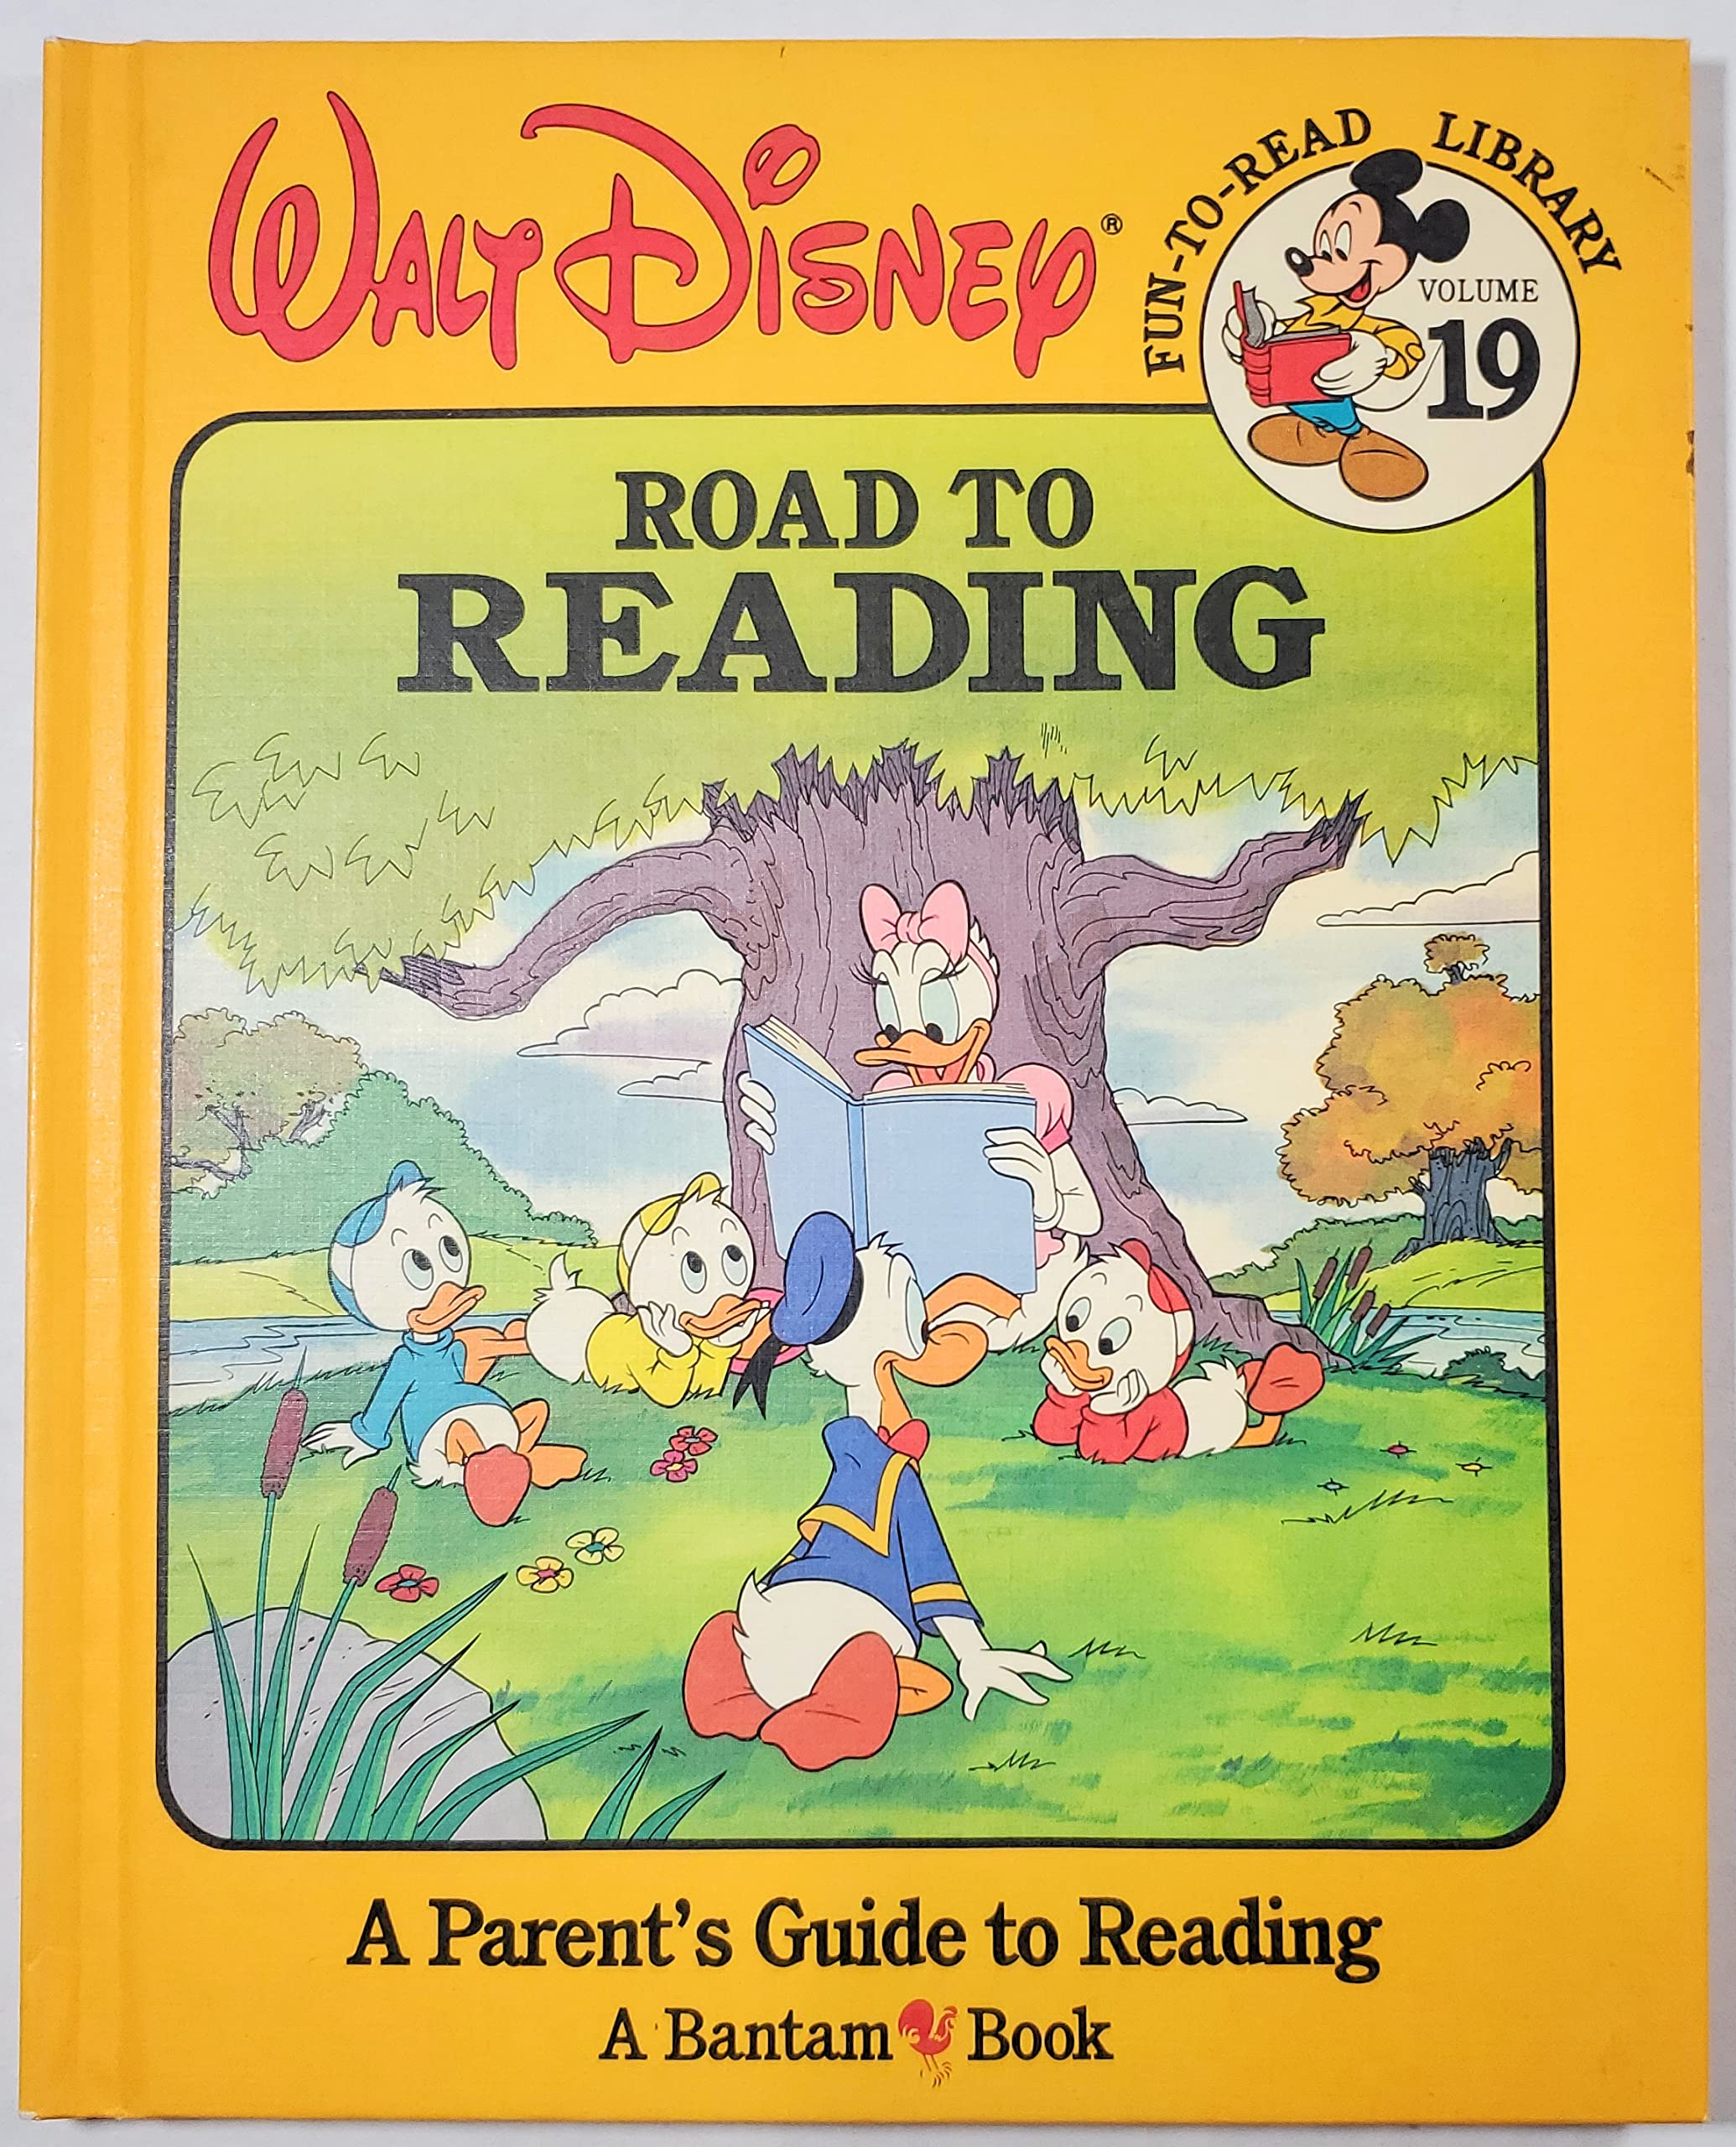 WALT DISNEY®
FUN-TO-READ LIBRARY
VOLUME
19
ROAD TO
READING
A Parent's Guide to Reading
A Bantam Book